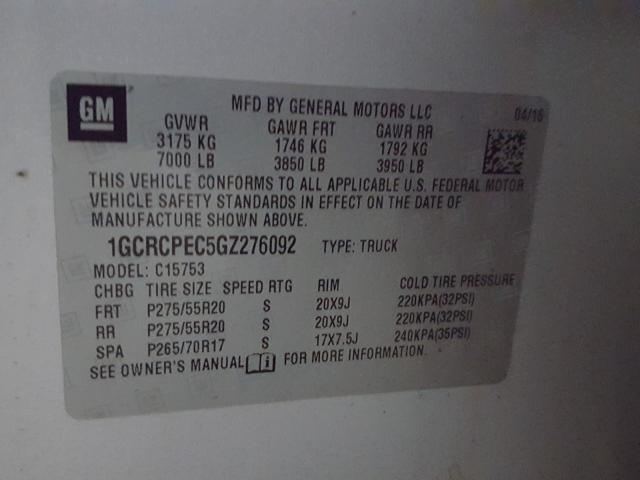 GM
MFD BY GENERAL MOTORS LLC 04/16
GVWR GAWR FRT GAWR RR
3175 KG 1746 KG 1792 KG
7000 LB 3850 LB 3950 LB
THIS VEHICLE CONFORMS TO ALL APPLICABLE U.S. FEDERAL MOTOR
VEHICLE SAFETY STANDARDS IN EFFECT ON THE DATE OF
MANUFACTURE SHOWN ABOVE.
1GCRCPEC5GZ276092 TYPE: TRUCK
MODEL: C15753
CHBG TIRE SIZE SPEED RTG RIM COLD TIRE PRESSURE
FRT P275/55R20 S 20X9J 220KPA(32PSI)
RR P275/55R20 S 20X9J 220KPA(32PSI)
SPA P265/70R17 S 17X7.5J 240KPA(35PSI)
SEE OWNER'S MANUAL FOR MORE INFORMATION.